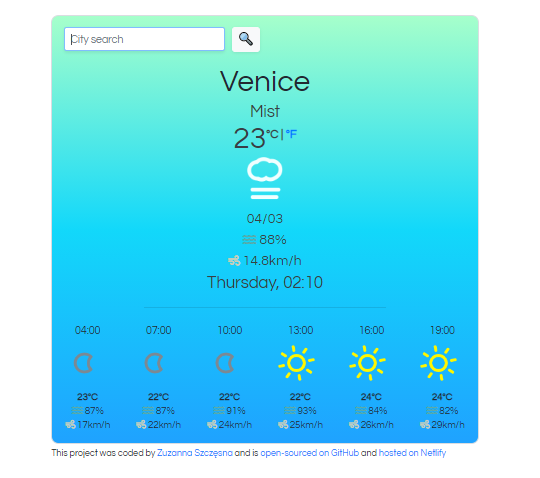 City search
Venice
Mist
23°C|°F
04/03
88%
14.8km/h
Thursday, 02:10
04:00 07:00 10:00 13:00 16:00 19:00
23°C 22°C 22°C 22°C 24°C 24°C
87% 87% 91% 93% 84% 82%
17km/h 22km/h 24km/h 25km/h 26km/h 29km/h
This project was coded by Zuzanna Szczęsna and is open-sourced on GitHub and hosted on Netlify